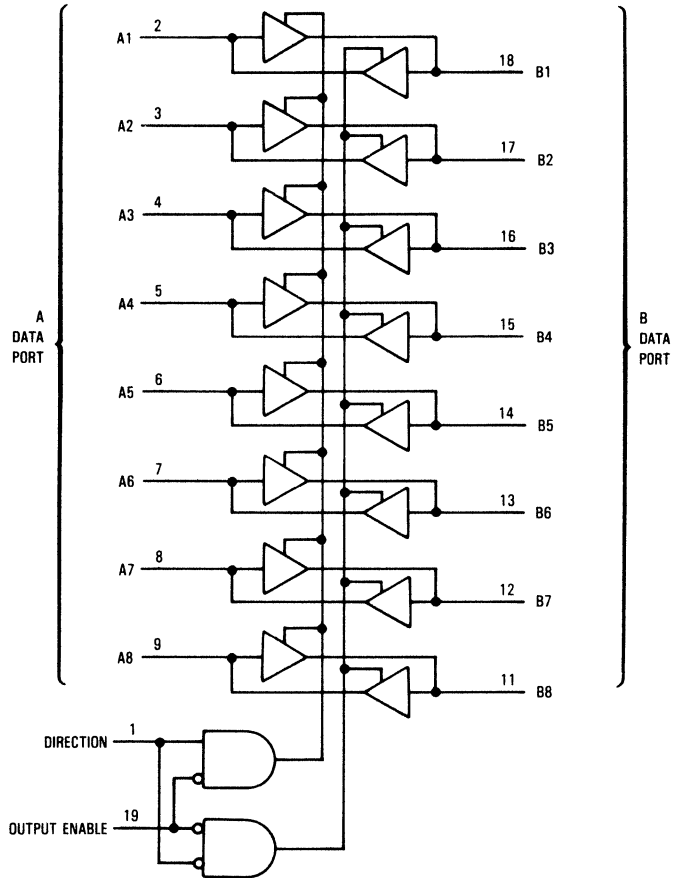 A1 2
18 B1
A2 3
17 B2
A3 4
16 B3
A4 5
15 B4
A
DATA
PORT
B
DATA
PORT
A5 6
14 B5
A6 7
13 B6
A7 8
12 B7
A8 9
11 B8
DIRECTION 1
OUTPUT ENABLE 19